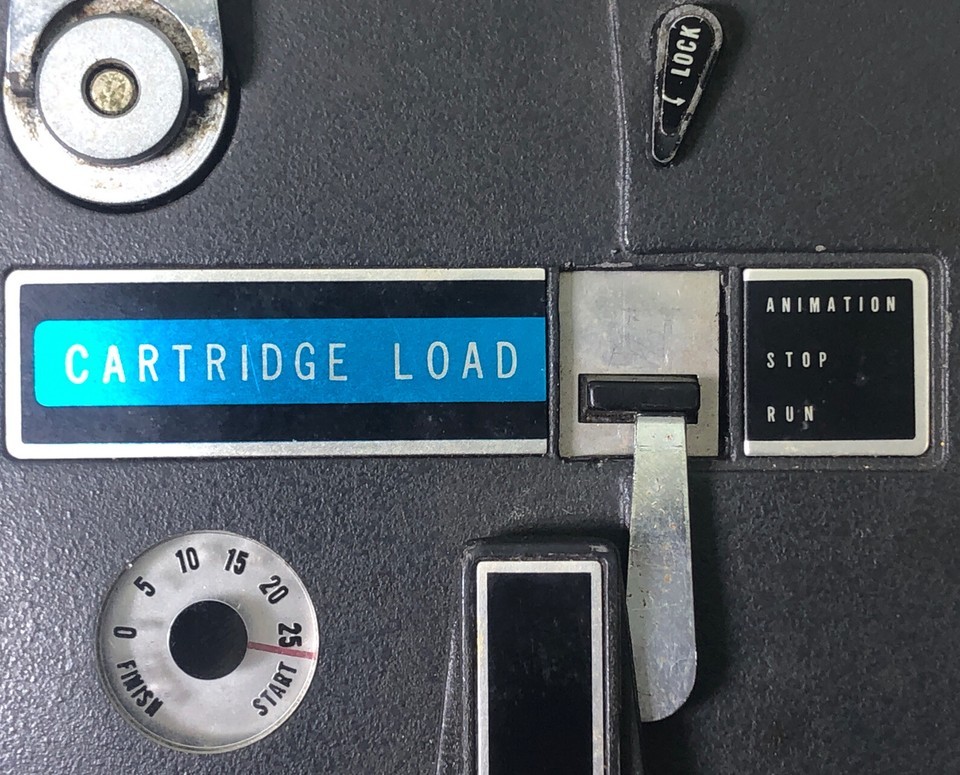 LOCK
CARTRIDGE LOAD
ANIMATION
STOP
RUN
0 5 10 15 20 25
FINISH
START